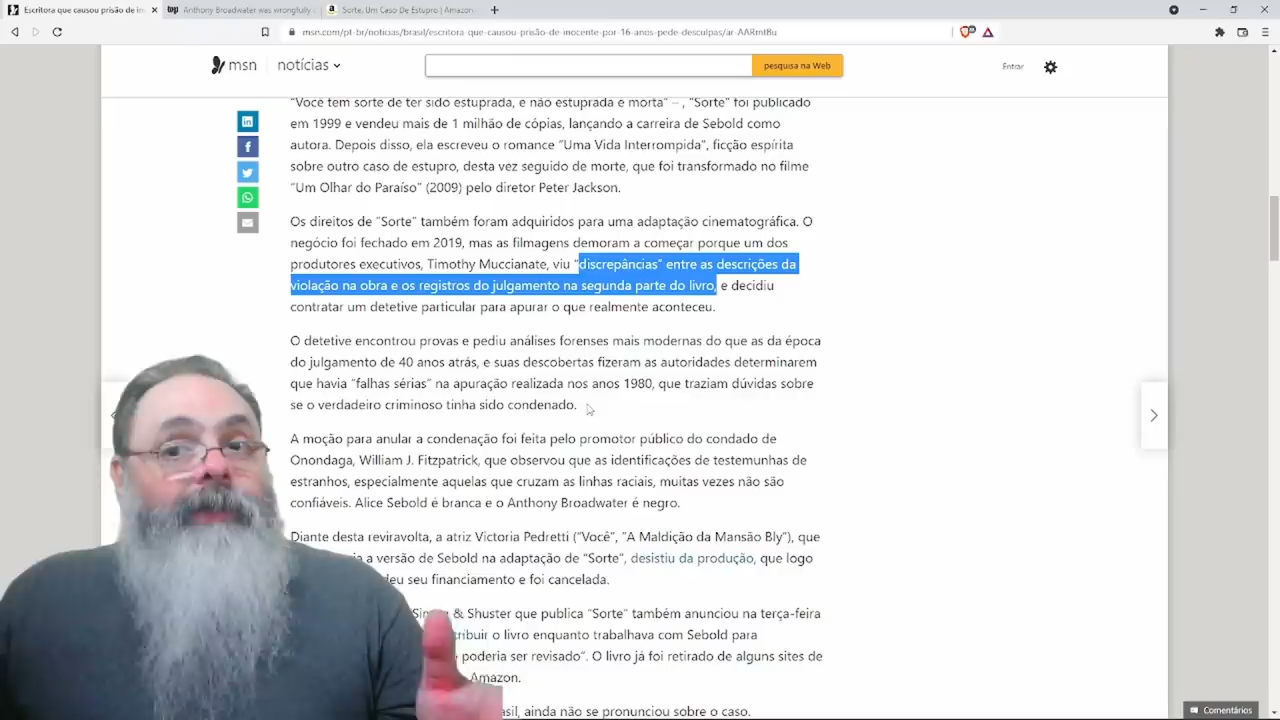 Escritora que causou prisão de in
Anthony Broadwater was wrongfully c
Sorte. Um Caso De Estupro | Amazon
msn.com/pt-br/noticias/brasil/escritora-que-causou-prisão-de-inocente-por-16-anos-pede-desculpas/ar-AARmtBu
msn
notícias
pesquisa na Web
Entrar
“Você tem sorte de ter sido estuprada, e não estuprada e morta” – , “Sorte” foi publicado
em 1999 e vendeu mais de 1 milhão de cópias, lançando a carreira de Sebold como
autora. Depois disso, ela escreveu o romance “Uma Vida Interrompida”, ficção espírita
sobre outro caso de estupro, desta vez seguido de morte, que foi transformado no filme
“Um Olhar do Paraíso” (2009) pelo diretor Peter Jackson.
Os direitos de “Sorte” também foram adquiridos para uma adaptação cinematográfica. O
negócio foi fechado em 2019, mas as filmagens demoram a começar porque um dos
produtores executivos, Timothy Muccianate, viu “discrepâncias” entre as descrições da
violação na obra e os registros do julgamento na segunda parte do livro, e decidiu
contratar um detetive particular para apurar o que realmente aconteceu.
O detetive encontrou provas e pediu análises forenses mais modernas do que as da época
do julgamento de 40 anos atrás, e suas descobertas fizeram as autoridades determinarem
que havia “falhas sérias” na apuração realizada nos anos 1980, que traziam dúvidas sobre
se o verdadeiro criminoso tinha sido condenado.
A moção para anular a condenação foi feita pelo promotor público do condado de
Onondaga, William J. Fitzpatrick, que observou que as identificações de testemunhas de
estranhos, especialmente aquelas que cruzam as linhas raciais, muitas vezes não são
confiáveis. Alice Sebold é branca e o Anthony Broadwater é negro.
Diante desta reviravolta, a atriz Victoria Pedretti (“Você”, “A Maldição da Mansão Bly”), que
a versão de Sebold na adaptação de “Sorte”, desistiu da produção, que logo
deu seu financiamento e foi cancelada.
& Shuster que publica “Sorte” também anunciou na terça-feira
o livro enquanto trabalhava com Sebold para
poderia ser revisado”. O livro já foi retirado de alguns sites de
Amazon.
ainda não se pronunciou sobre o caso.
Comentários